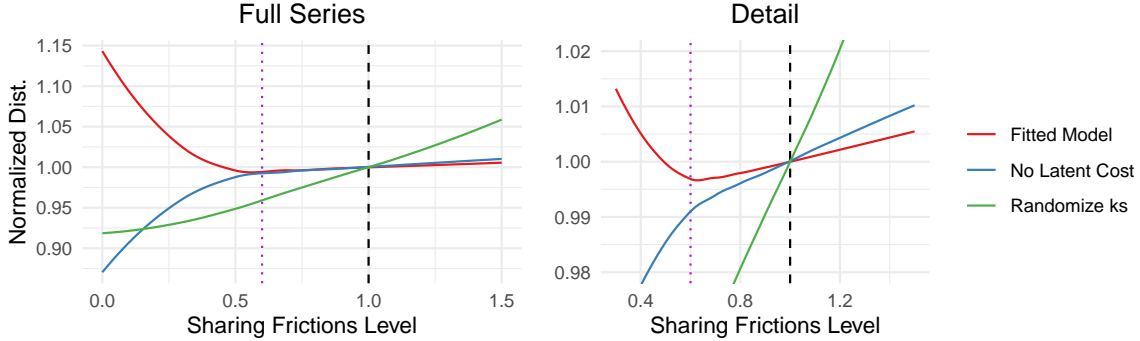 Full Series
Detail
Normalized Dist.
1.15
1.10
1.05
1.00
0.95
0.90
0.0
0.5
1.0
1.5
Sharing Frictions Level
1.02
1.01
1.00
0.99
0.98
0.4
0.8
1.2
Sharing Frictions Level
Fitted Model
No Latent Cost
Randomize ks